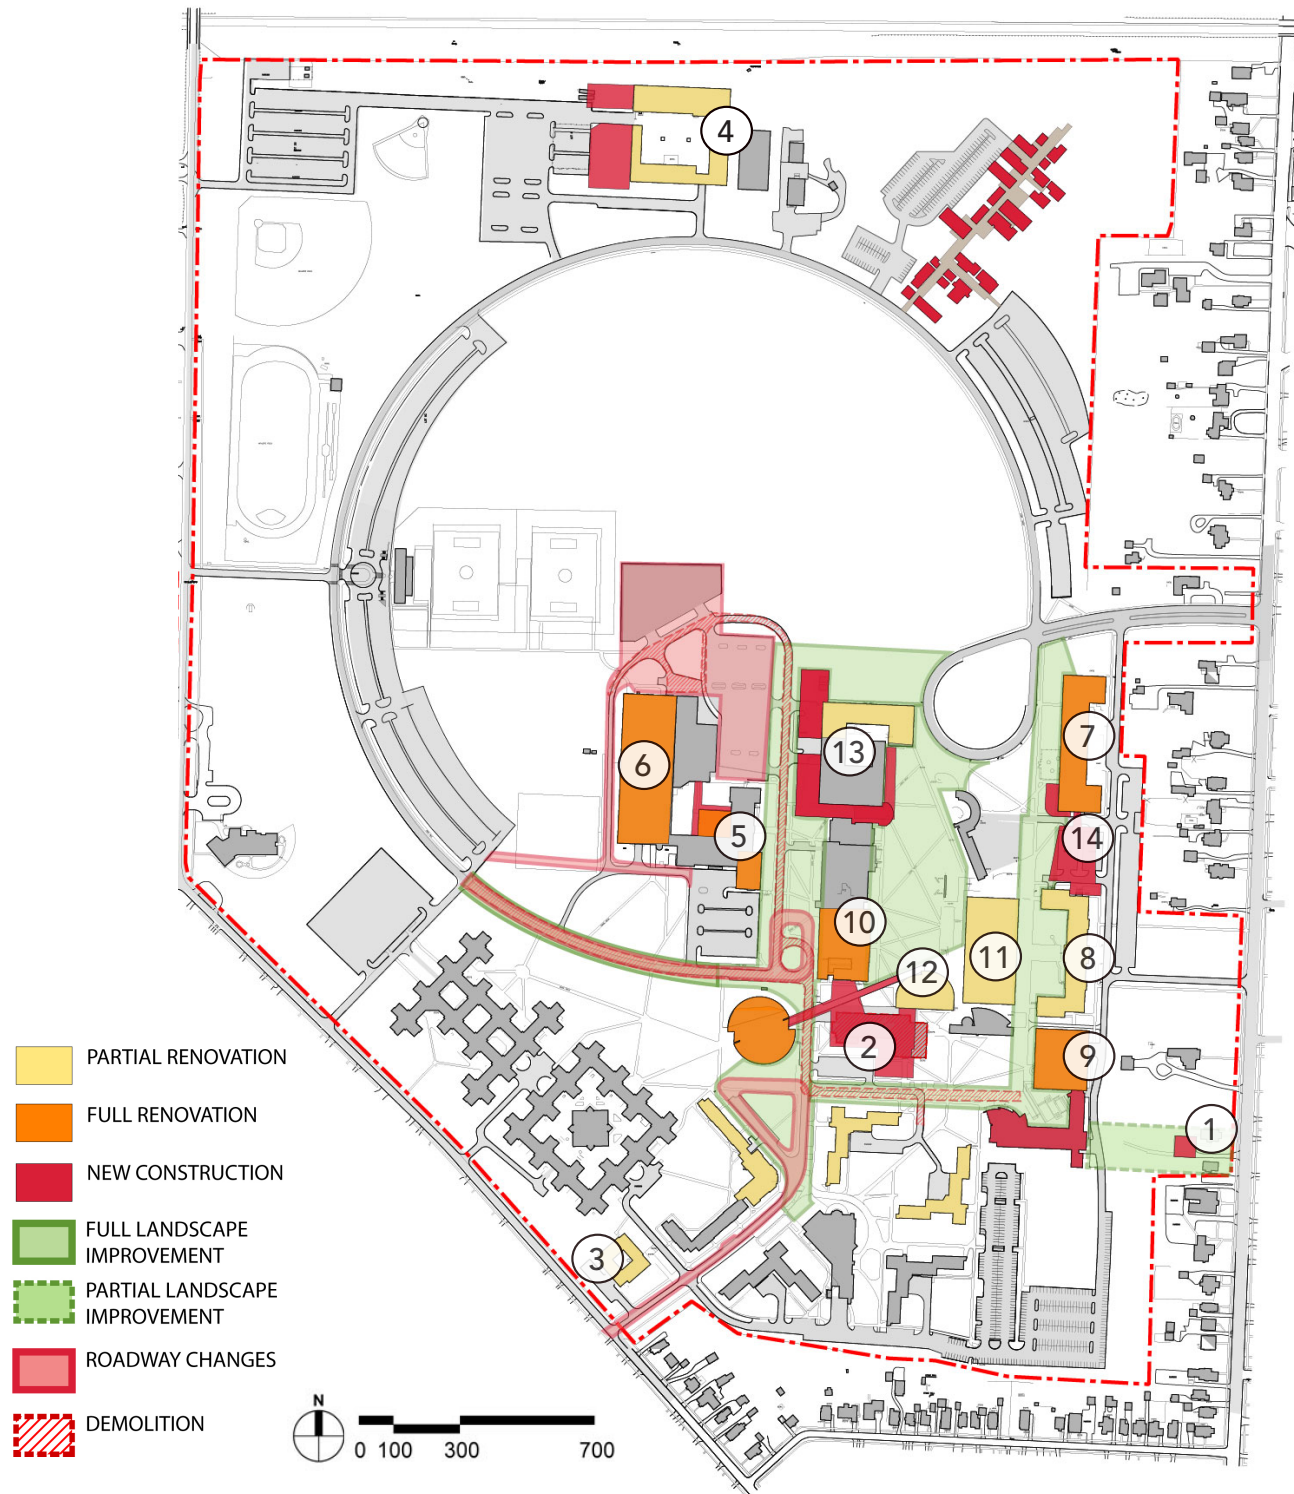 4
7
13
6
14
5
10
12
11
8
2
9
1
3
PARTIAL RENOVATION
FULL RENOVATION
NEW CONSTRUCTION
FULL LANDSCAPE
IMPROVEMENT
PARTIAL LANDSCAPE
IMPROVEMENT
ROADWAY CHANGES
DEMOLITION
N
0 100 300 700